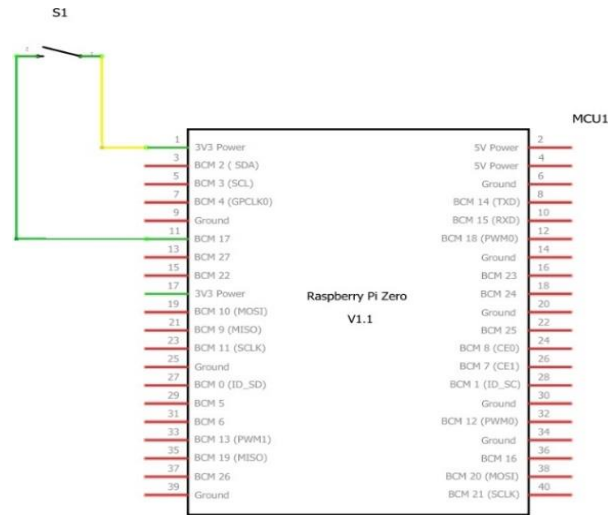 S1
MCU1
1 3V3 Power
3 BCM 2 ( SDA)
5 BCM 3 (SCL)
7 BCM 4 (GPCLK0)
9 Ground
11 BCM 17
13 BCM 27
15 BCM 22
17 3V3 Power
19 BCM 10 (MOSI)
21 BCM 9 (MISO)
23 BCM 11 (SCLK)
25 Ground
27 BCM 0 (ID_SD)
29 BCM 5
31 BCM 6
33 BCM 13 (PWM1)
35 BCM 19 (MISO)
37 BCM 26
39 Ground
Raspberry Pi Zero
V1.1
5V Power 2
5V Power 4
Ground 6
BCM 14 (TXD) 8
BCM 15 (RXD) 10
BCM 18 (PWM0) 12
Ground 14
BCM 23 16
BCM 24 18
Ground 20
BCM 25 22
BCM 8 (CE0) 24
BCM 7 (CE1) 26
BCM 1 (ID_SC) 28
Ground 30
BCM 12 (PWM0) 32
Ground 34
BCM 16 36
BCM 20 (MOSI) 38
BCM 21 (SCLK) 40